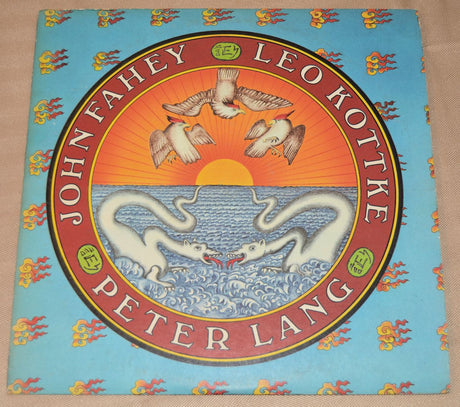 JOHN FAHEY
LEO KOTTKE
PETER LANG